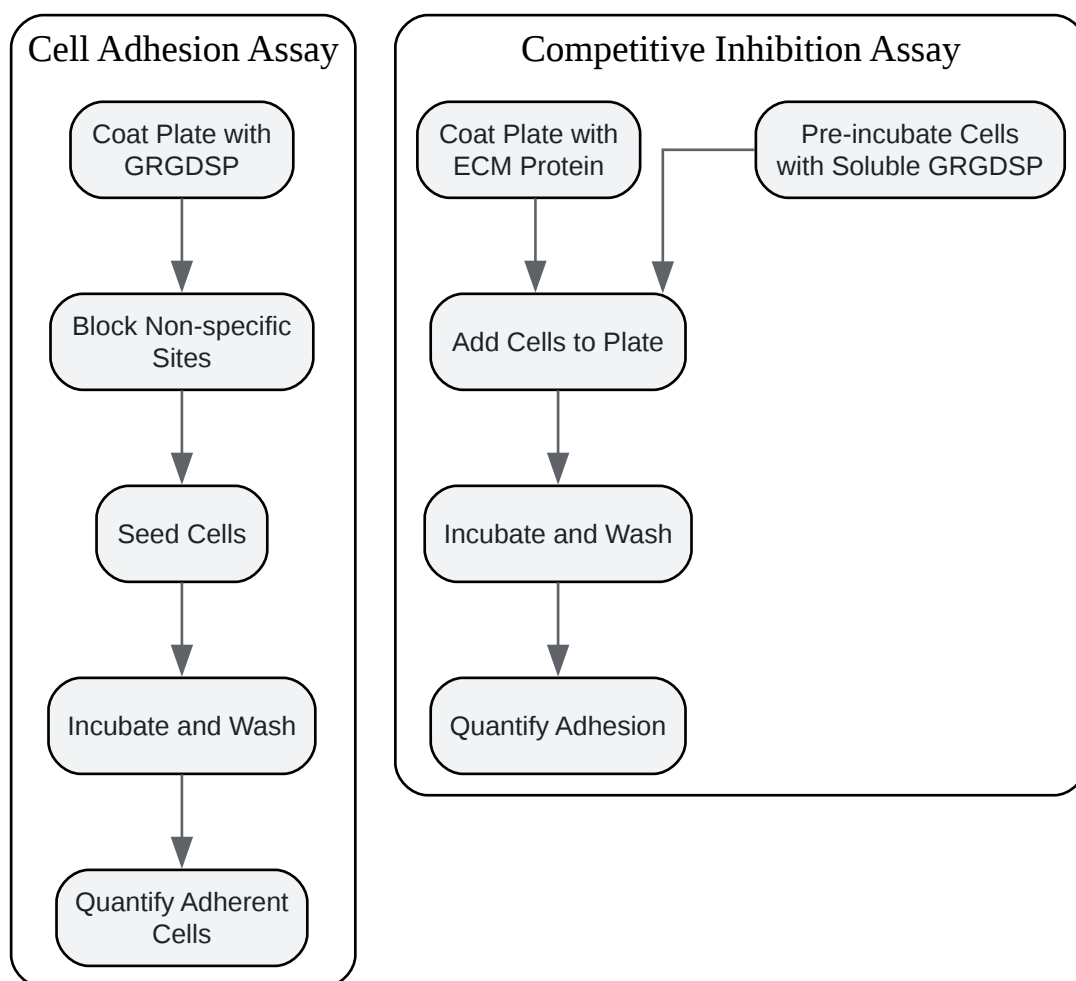 Cell Adhesion Assay
Coat Plate with
GRGDSP
Block Non-specific
Sites
Seed Cells
Incubate and Wash
Quantify Adherent
Cells
Competitive Inhibition Assay
Coat Plate with
ECM Protein
Pre-incubate Cells
with Soluble GRGDSP
Add Cells to Plate
Incubate and Wash
Quantify Adhesion